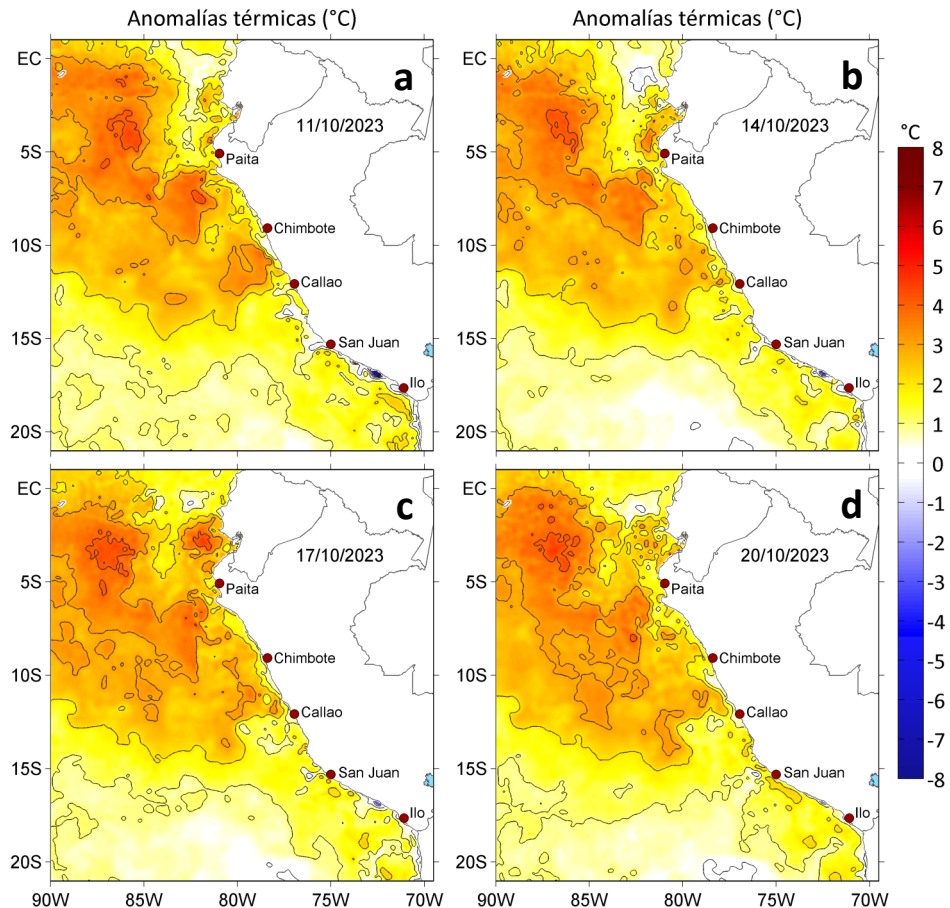 Anomalías térmicas (°C)
Anomalías térmicas (°C)
EC
5S
10S
15S
20S
a
11/10/2023
Paita
Chimbote
Callao
San Juan
Ilo
EC
5S
10S
15S
20S
b
14/10/2023
Paita
Chimbote
Callao
San Juan
Ilo
EC
5S
10S
15S
20S
c
17/10/2023
Paita
Chimbote
Callao
San Juan
Ilo
90W
85W
80W
75W
70W
EC
5S
10S
15S
20S
d
20/10/2023
Paita
Chimbote
Callao
San Juan
Ilo
90W
85W
80W
75W
70W
°C
8
7
6
5
4
3
2
1
0
-1
-2
-3
-4
-5
-6
-7
-8